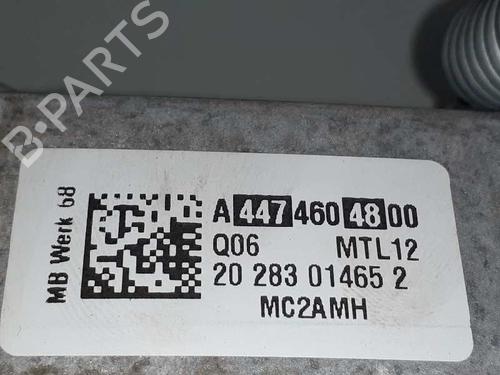 B-PARTS
MB Werk 68
A 447 460 48 00
Q06 MTL12
20 283 01465 2
MC2AMH